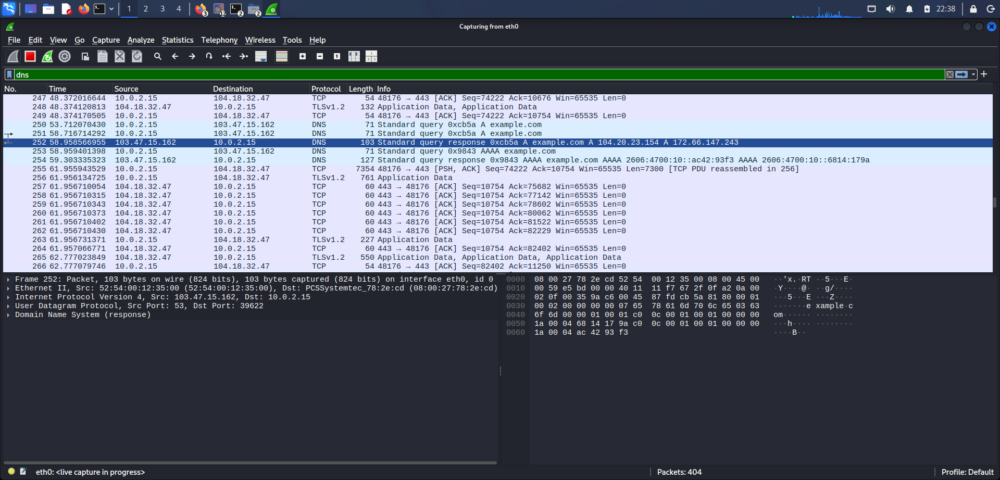 1 2 3 4 3 12 2 2 22:38
Capturing from eth0
File Edit View Go Capture Analyze Statistics Telephony Wireless Tools Help
dns
No. Time Source Destination Protocol Length Info
247 48.372016644 10.0.2.15 104.18.32.47 TCP 54 48176 → 443 [ACK] Seq=74222 Ack=10676 Win=65535 Len=0
248 48.374120813 104.18.32.47 10.0.2.15 TLSv1.2 132 Application Data, Application Data
249 48.374170505 10.0.2.15 104.18.32.47 TCP 54 48176 → 443 [ACK] Seq=74222 Ack=10754 Win=65535 Len=0
250 53.712070430 10.0.2.15 103.47.15.162 DNS 71 Standard query 0xcb5a A example.com
251 58.716714292 10.0.2.15 103.47.15.162 DNS 71 Standard query 0xcb5a A example.com
252 58.958566955 103.47.15.162 10.0.2.15 DNS 103 Standard query response 0xcb5a A example.com A 104.20.23.154 A 172.66.147.243
253 58.959401398 10.0.2.15 103.47.15.162 DNS 71 Standard query 0x9843 AAAA example.com
254 59.303335323 103.47.15.162 10.0.2.15 DNS 127 Standard query response 0x9843 AAAA example.com AAAA 2606:4700:10::ac42:93f3 AAAA 2606:4700:10::6814:179a
255 61.955943529 10.0.2.15 104.18.32.47 TCP 7354 48176 → 443 [PSH, ACK] Seq=74222 Ack=10754 Win=65535 Len=7300 [TCP PDU reassembled in 256]
256 61.956134725 10.0.2.15 104.18.32.47 TLSv1.2 761 Application Data
257 61.956710054 104.18.32.47 10.0.2.15 TCP 60 443 → 48176 [ACK] Seq=10754 Ack=75682 Win=65535 Len=0
258 61.956710315 104.18.32.47 10.0.2.15 TCP 60 443 → 48176 [ACK] Seq=10754 Ack=77142 Win=65535 Len=0
259 61.956710343 104.18.32.47 10.0.2.15 TCP 60 443 → 48176 [ACK] Seq=10754 Ack=78602 Win=65535 Len=0
260 61.956710373 104.18.32.47 10.0.2.15 TCP 60 443 → 48176 [ACK] Seq=10754 Ack=80062 Win=65535 Len=0
261 61.956710402 104.18.32.47 10.0.2.15 TCP 60 443 → 48176 [ACK] Seq=10754 Ack=81522 Win=65535 Len=0
262 61.956710430 104.18.32.47 10.0.2.15 TCP 60 443 → 48176 [ACK] Seq=10754 Ack=82229 Win=65535 Len=0
263 61.956731371 10.0.2.15 104.18.32.47 TLSv1.2 227 Application Data
264 61.957066771 104.18.32.47 10.0.2.15 TCP 60 443 → 48176 [ACK] Seq=10754 Ack=82402 Win=65535 Len=0
265 62.777023849 104.18.32.47 10.0.2.15 TLSv1.2 550 Application Data, Application Data, Application Data
266 62.777079746 10.0.2.15 104.18.32.47 TCP 54 48176 → 443 [ACK] Seq=82402 Ack=11250 Win=65535 Len=0
Frame 252: Packet, 103 bytes on wire (824 bits), 103 bytes captured (824 bits) on interface eth0, id 0
Ethernet II, Src: 52:54:00:12:35:00 (52:54:00:12:35:00), Dst: PCSSystemtec_78:2e:cd (08:00:27:78:2e:cd)
Internet Protocol Version 4, Src: 103.47.15.162, Dst: 10.0.2.15
User Datagram Protocol, Src Port: 53, Dst Port: 39622
Domain Name System (response)
0000 08 00 27 78 2e cd 52 54 00 12 35 00 08 00 45 00 ··'x.·RT ··5···E·
0010 00 59 e5 bd 00 00 40 11 11 f7 67 2f 0f a2 0a 00 ·Y····@· ··g/····
0020 02 0f 00 35 9a c6 00 45 87 fd cb 5a 81 80 00 01 ···5···E ···Z····
0030 00 02 00 00 00 00 07 65 78 61 6d 70 6c 65 03 63 ·······e xample·c
0040 6f 6d 00 00 01 00 01 c0 0c 00 01 00 01 00 00 00 om······ ········
0050 1a 00 04 68 14 17 9a c0 0c 00 01 00 01 00 00 00 ···h···· ········
0060 1a 00 04 ac 42 93 f3 ····B··
eth0: <live capture in progress> Packets: 404 Profile: Default